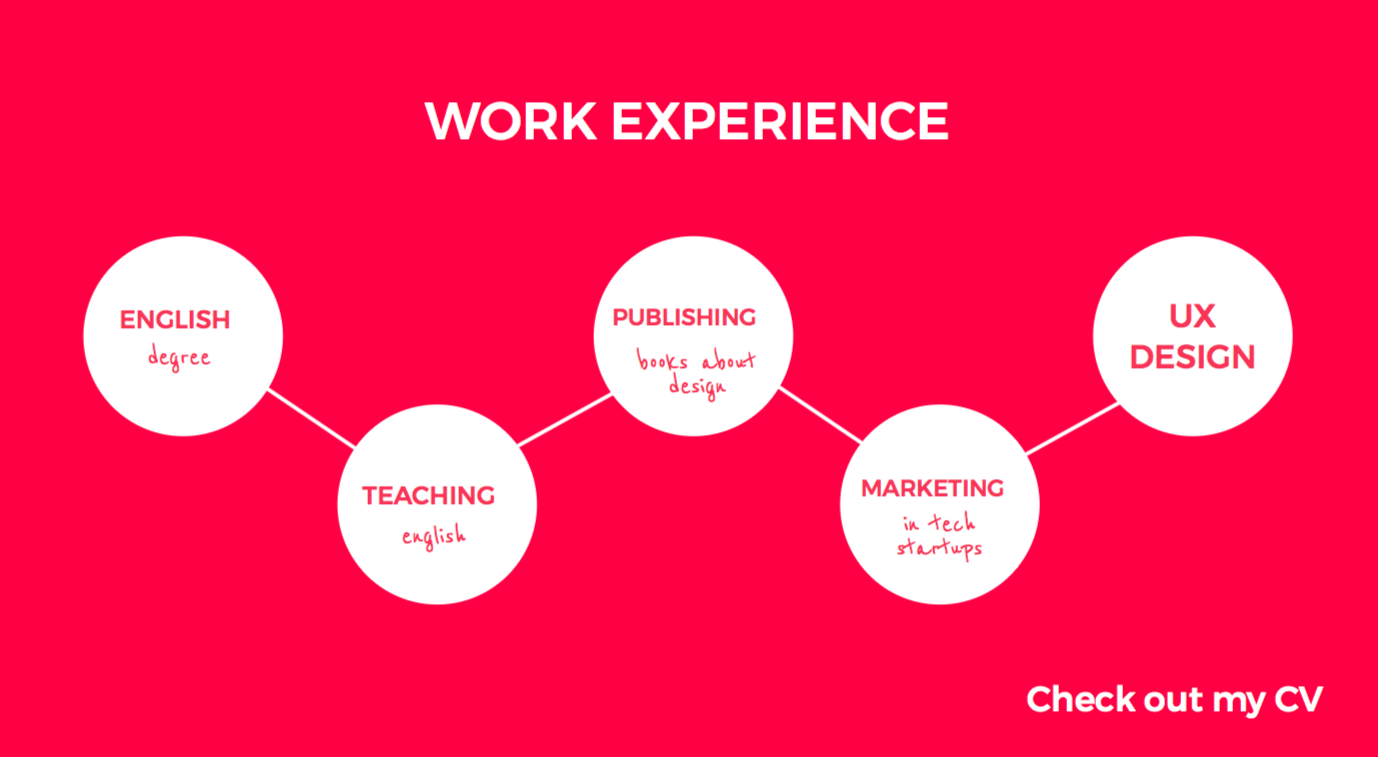 WORK EXPERIENCE
ENGLISH
degree
TEACHING
english
PUBLISHING
books about
design
MARKETING
in tech
startups
UX
DESIGN
Check out my CV